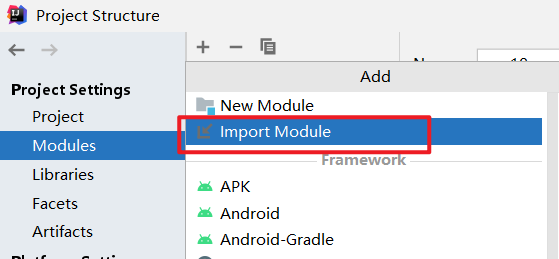 Project Structure
Add
Project Settings
New Module
Project
Import Module
Modules
Framework
Libraries
APK
Facets
Android
Artifacts
Android-Gradle